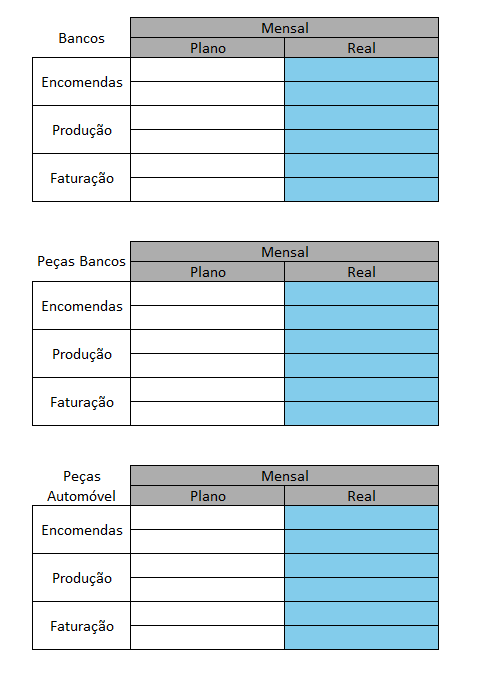 Bancos
Mensal
Plano Real
Encomendas
Produção
Faturação
Peças Bancos
Mensal
Plano Real
Encomendas
Produção
Faturação
Peças
Automóvel
Mensal
Plano Real
Encomendas
Produção
Faturação